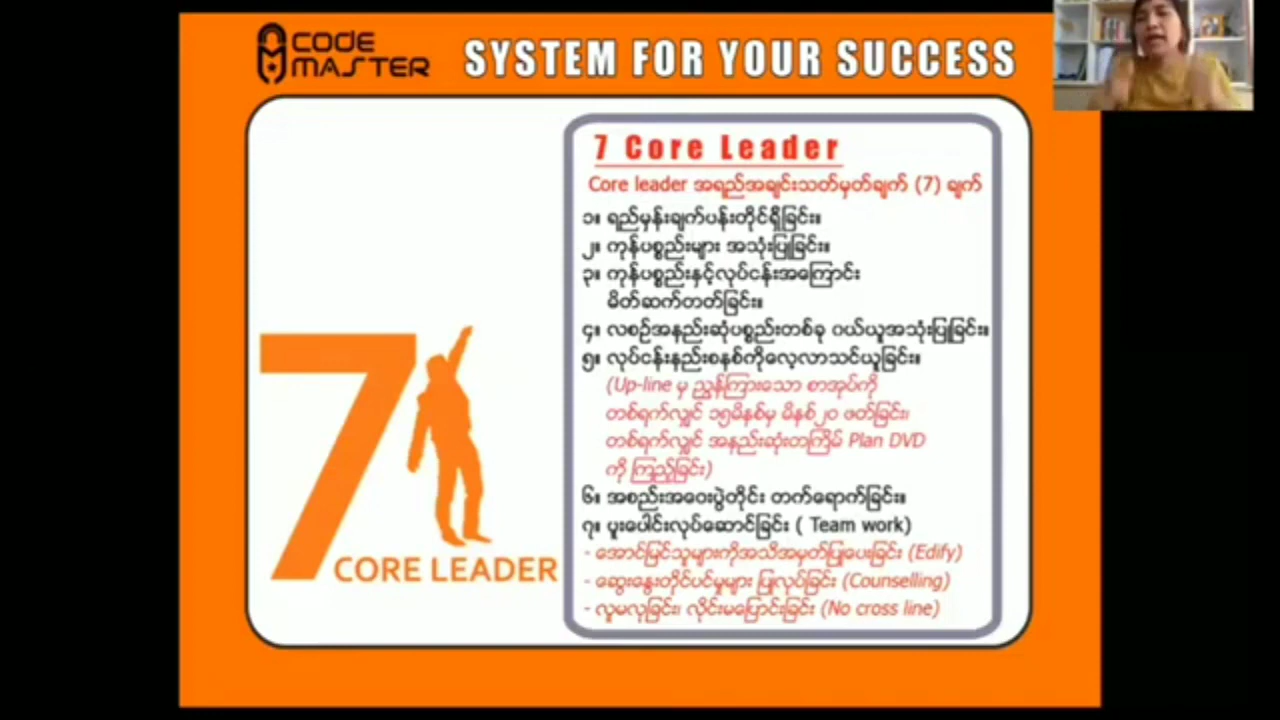 CODE
MASTER
SYSTEM FOR YOUR SUCCESS
7 Core Leader
Core leader အရည်အချင်းသတ်မှတ်ချက် (7) ချက်
၁။ ရည်မှန်းချက်ပန်းတိုင်ရှိခြင်း။
၂။ ကုန်ပစ္စည်းများ အသုံးပြုခြင်း။
၃။ ကုန်ပစ္စည်းနှင့်လုပ်ငန်းအကြောင်း
မိတ်ဆက်တတ်ခြင်း။
၄။ လစဉ်အနည်းဆုံပစ္စည်းတစ်ခု ဝယ်ယူအသုံးပြုခြင်း။
၅။ လုပ်ငန်းနည်းစနစ်ကိုလေ့လာသင်ယူခြင်း။
(Up-line မှ ညွှန်ကြားသော စာအုပ်ကို
တစ်ရက်လျှင် ၁၅မိနစ်မှ မိနစ်၂၀ ဖတ်ခြင်း၊
တစ်ရက်လျှင် အနည်းဆုံးတကြိမ် Plan DVD
ကို ကြည့်ခြင်း)
၆။ အစည်းအဝေးပွဲတိုင်း တက်ရောက်ခြင်း။
၇။ ပူးပေါင်းလုပ်ဆောင်ခြင်း ( Team work)
- အောင်မြင်သူများကိုအသိအမှတ်ပြုပေးခြင်း (Edify)
- ဆွေးနွေးတိုင်ပင်မှုများ ပြုလုပ်ခြင်း (Counselling)
- လူမလုခြင်း၊ လိုင်းမပြောင်းခြင်း (No cross line)
7
CORE LEADER